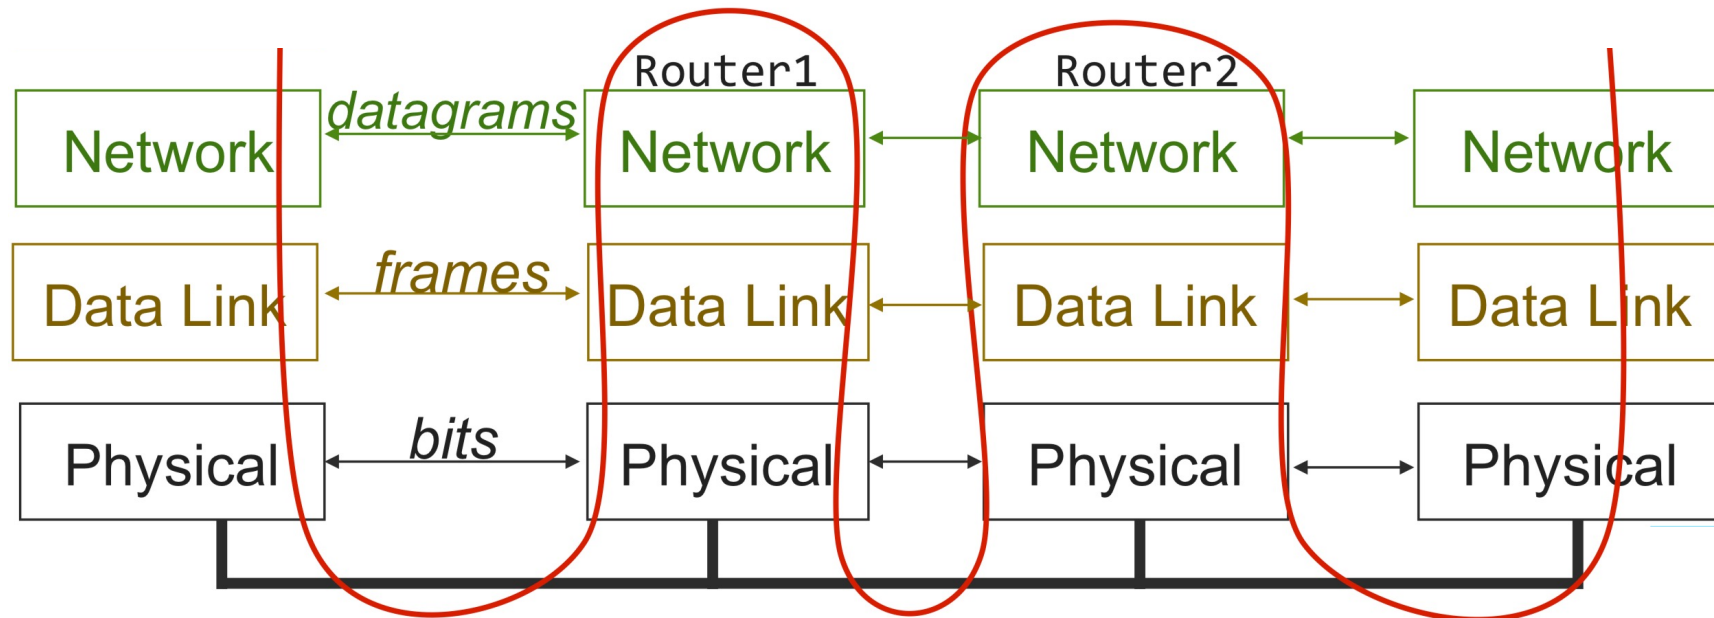 Router1 Router2
datagrams
Network Network Network Network
frames
Data Link Data Link Data Link Data Link
bits
Physical Physical Physical Physical